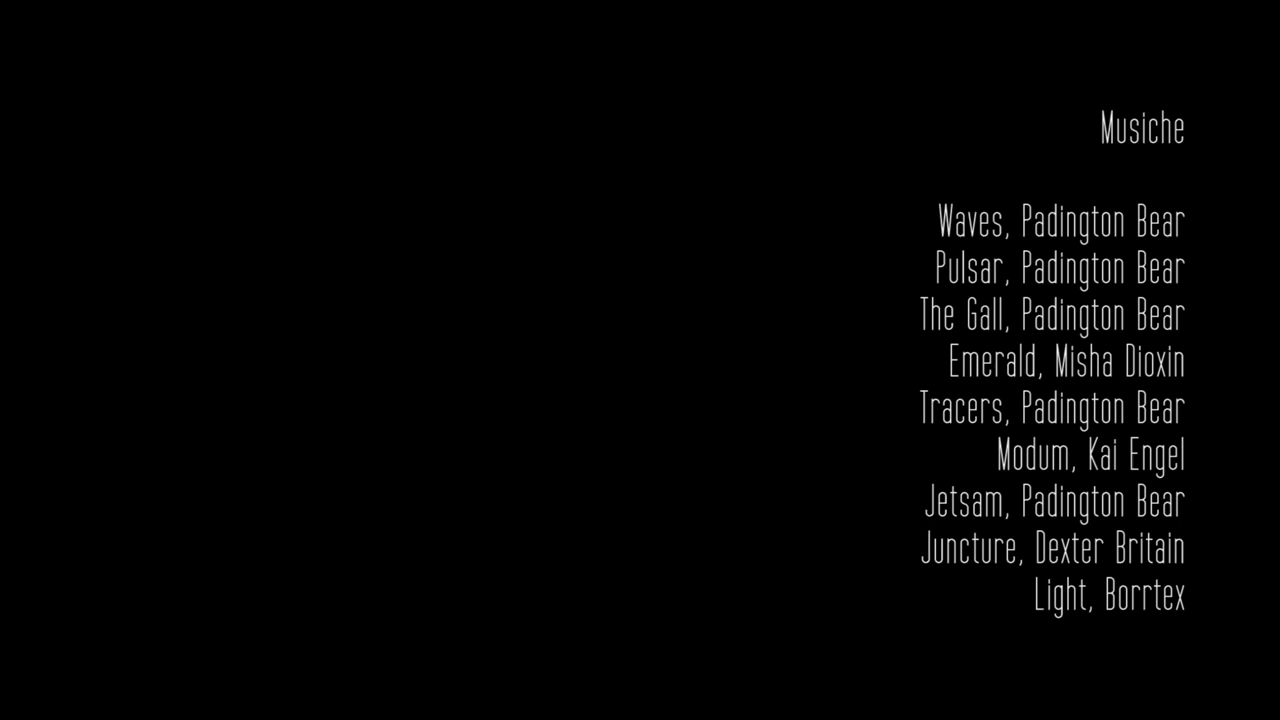 Musiche
Waves, Padington Bear
Pulsar, Padington Bear
The Gall, Padington Bear
Emerald, Misha Dioxin
Tracers, Padington Bear
Modum, Kai Engel
Jetsam, Padington Bear
Juncture, Dexter Britain
Light, Borrtex